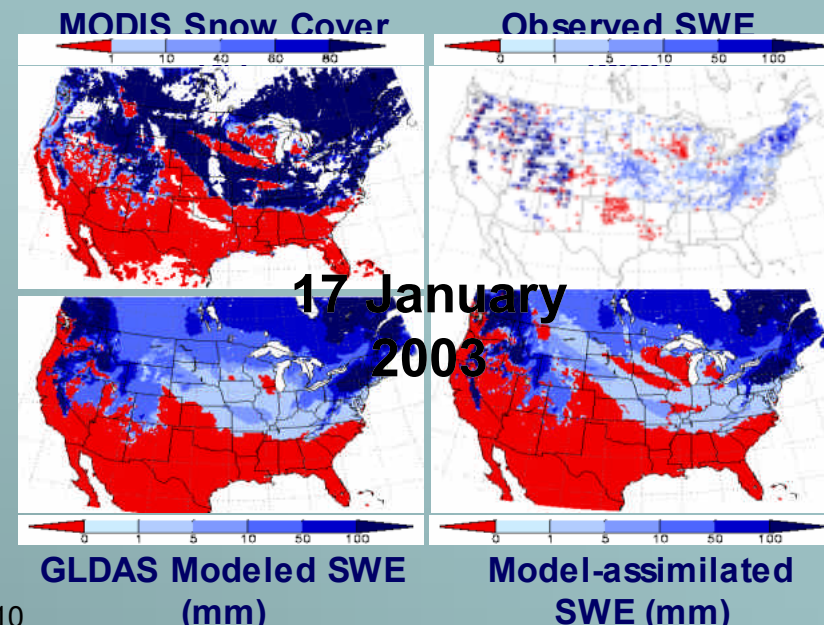 MODIS Snow Cover
Observed SWE
1 10 40 60 80
0 1 5 10 50 100
17 January
2003
0 1 5 10 50 100
0 1 5 10 50 100
GLDAS Modeled SWE
(mm)
Model-assimilated
SWE (mm)
10